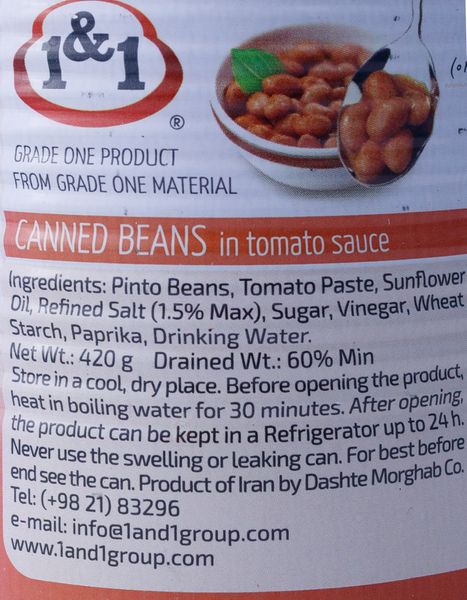 1&1
®
GRADE ONE PRODUCT
FROM GRADE ONE MATERIAL
CANNED BEANS in tomato sauce
Ingredients: Pinto Beans, Tomato Paste, Sunflower
Oil, Refined Salt (1.5% Max), Sugar, Vinegar, Wheat
Starch, Paprika, Drinking Water.
Net Wt.: 420 g Drained Wt.: 60% Min
Store in a cool, dry place. Before opening the product,
heat in boiling water for 30 minutes. After opening,
the product can be kept in a Refrigerator up to 24 h.
Never use the swelling or leaking can. For best before
end see the can. Product of Iran by Dashte Morghab Co.
Tel: (+98 21) 83296
e-mail: info@1and1group.com
www.1and1group.com